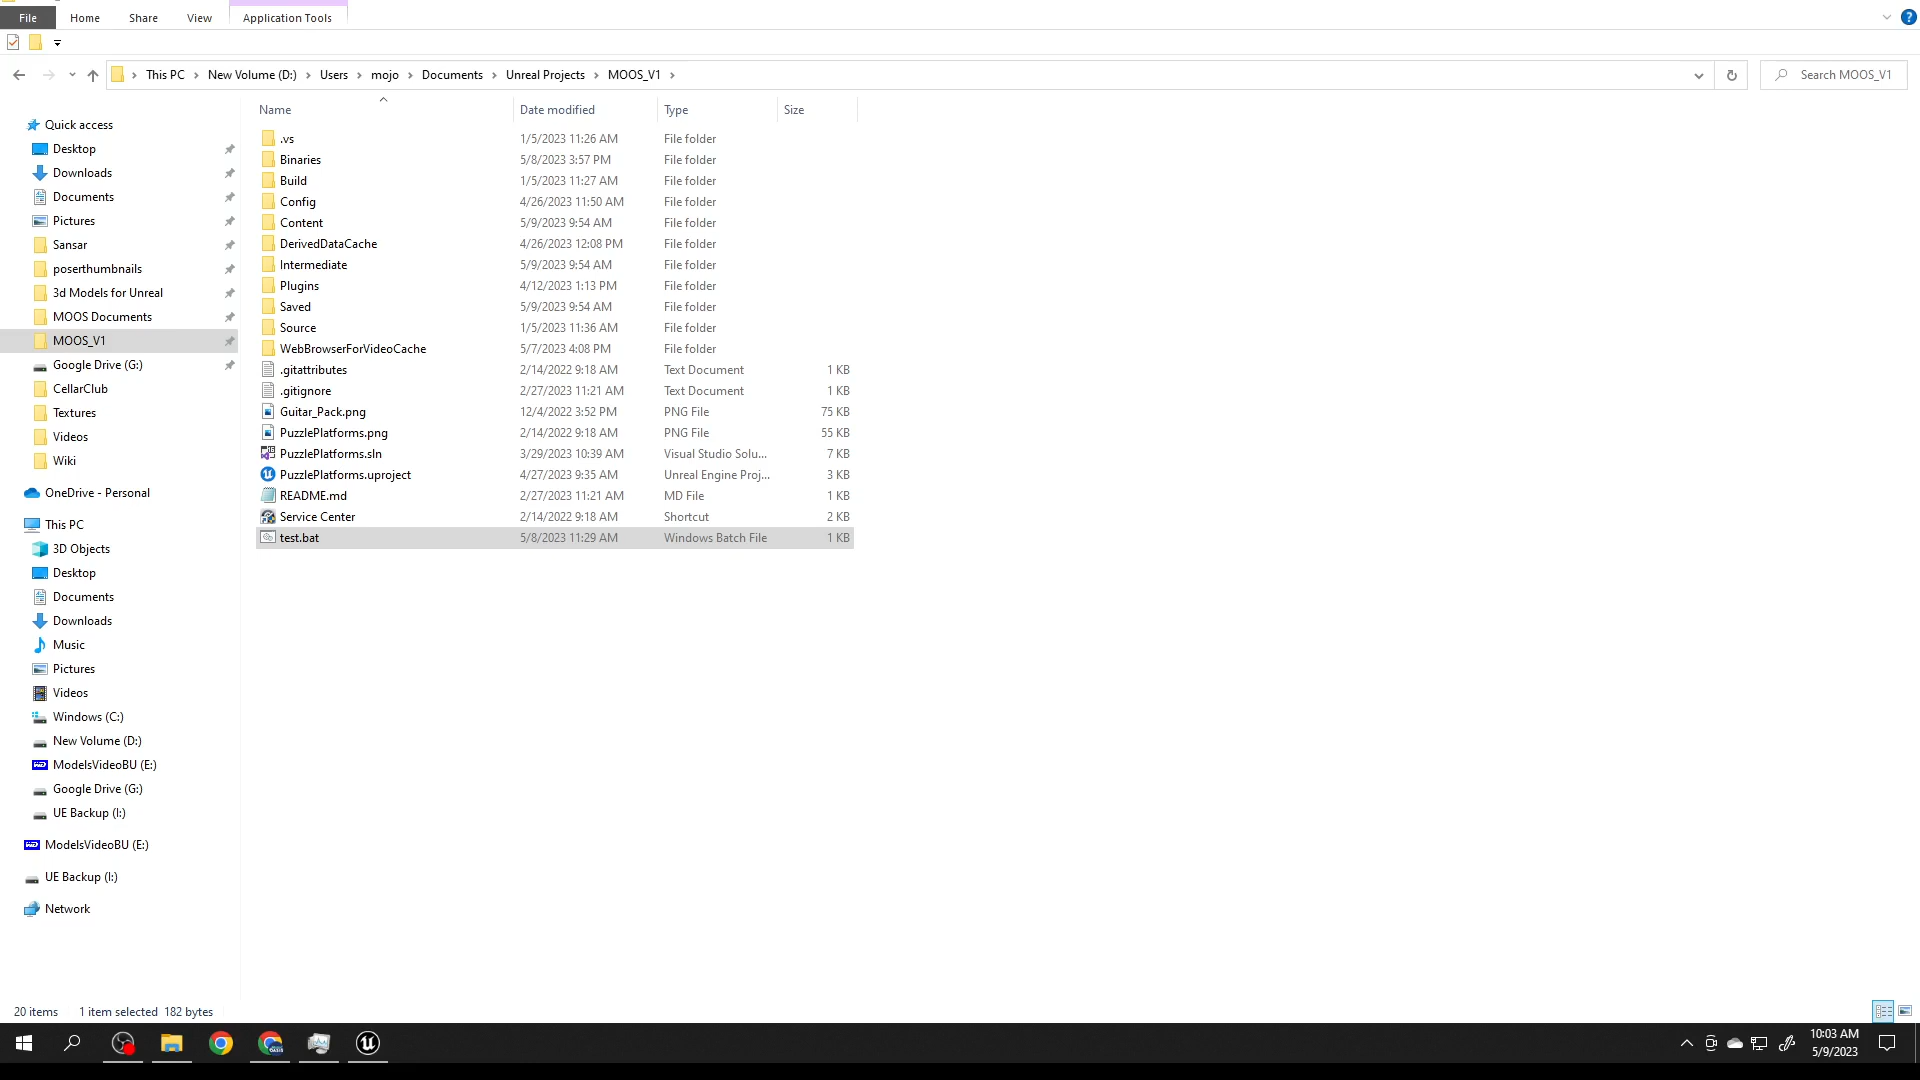 File Home Share View Application Tools
This PC New Volume (D:) Users mojo Documents Unreal Projects MOOS_V1 Search MOOS_V1
Name Date modified Type Size
Quick access
Desktop
Downloads
Documents
Pictures
Sansar
poserthumbnails
3d Models for Unreal
MOOS Documents
MOOS_V1
Google Drive (G:)
CellarClub
Textures
Videos
Wiki
OneDrive - Personal
This PC
3D Objects
Desktop
Documents
Downloads
Music
Pictures
Videos
Windows (C:)
New Volume (D:)
ModelsVideoBU (E:)
Google Drive (G:)
UE Backup (I:)
ModelsVideoBU (E:)
UE Backup (I:)
Network
.vs 1/5/2023 11:26 AM File folder
Binaries 5/8/2023 3:57 PM File folder
Build 1/5/2023 11:27 AM File folder
Config 4/26/2023 11:50 AM File folder
Content 5/9/2023 9:54 AM File folder
DerivedDataCache 4/26/2023 12:08 PM File folder
Intermediate 5/9/2023 9:54 AM File folder
Plugins 4/12/2023 1:13 PM File folder
Saved 5/9/2023 9:54 AM File folder
Source 1/5/2023 11:36 AM File folder
WebBrowserForVideoCache 5/7/2023 4:08 PM File folder
.gitattributes 2/14/2022 9:18 AM Text Document 1 KB
.gitignore 2/27/2023 11:21 AM Text Document 1 KB
Guitar_Pack.png 12/4/2022 3:52 PM PNG File 75 KB
PuzzlePlatforms.png 2/14/2022 9:18 AM PNG File 55 KB
PuzzlePlatforms.sln 3/29/2023 10:39 AM Visual Studio Solu... 7 KB
PuzzlePlatforms.uproject 4/27/2023 9:35 AM Unreal Engine Proj... 3 KB
README.md 2/27/2023 11:21 AM MD File 1 KB
Service Center 2/14/2022 9:18 AM Shortcut 2 KB
test.bat 5/8/2023 11:29 AM Windows Batch File 1 KB
20 items 1 item selected 182 bytes
10:03 AM
5/9/2023